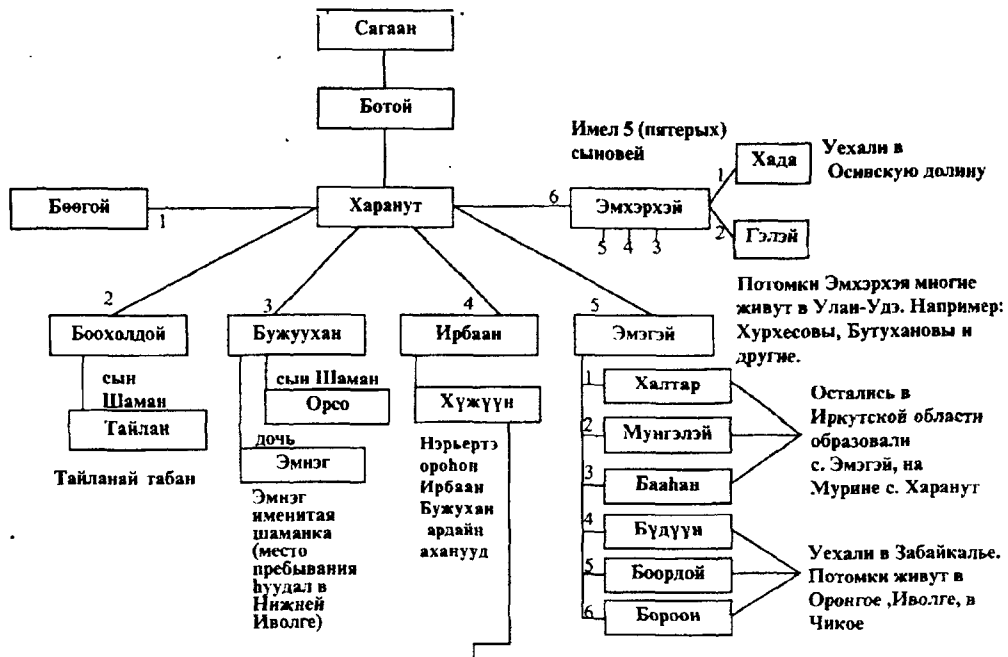 Сагаан
Ботой
Имел 5 (пятерых)
сыновей
Хада
Уехали в
Осинскую долину
1
Бөөгой
1
Харанут
6
Эмхэрхэй
5 4 3
2
Гэлэй
Потомки Эмхэрхэя многие
живут в Улан-Удэ. Например:
Хурхесовы, Бутухановы и
другие.
2
Боохолдой
сын
Шаман
Тайлан
Тайланай табан
3
Бужуухан
сын Шаман
Орсо
дочь
Эмнэг
Эмнэг
именитая
шаманка
(место
пребывания
һуудал в
Нижней
Иволге)
4
Ирбаан
Хүжүүн
Нэрьертэ
ороһон
Ирбаан
Бужухан
ардайн
аханууд
5
Эмэгэй
1
Халтар
2
Мунгэлэй
3
Бааһан
Остались в
Иркутской области
образовали
с. Эмэгэй, на
Мурине с. Харанут
4
Бүдүүн
5
Боордой
6
Бороон
Уехали в Забайкалье.
Потомки живут в
Оронгое ,Иволге, в
Чикое